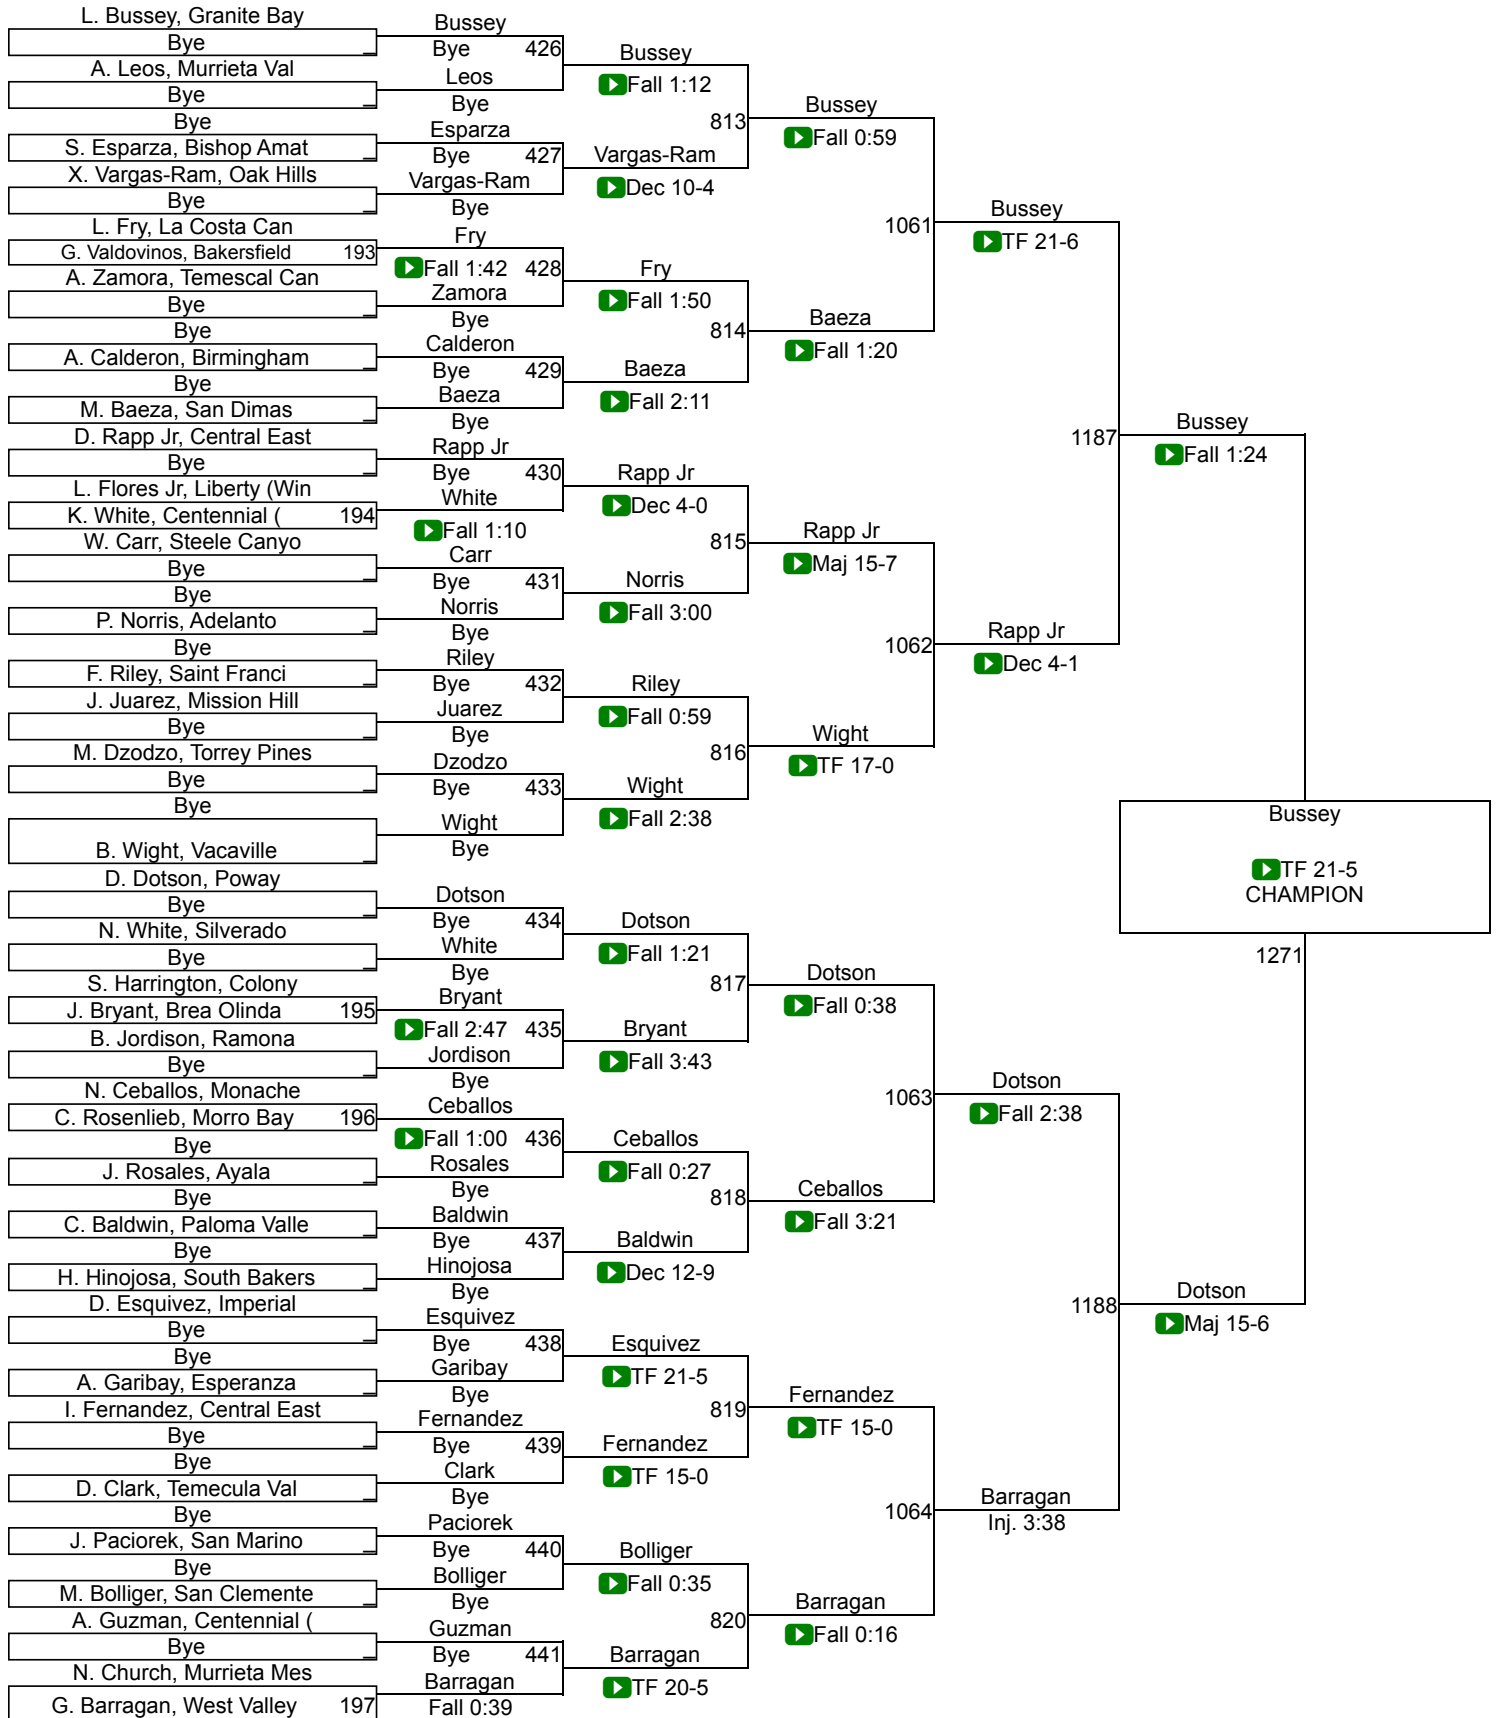 L. Bussey, Granite Bay
Bye
A. Leos, Murrieta Val
Bye
Bye
S. Esparza, Bishop Amat
X. Vargas-Ram, Oak Hills
Bye
L. Fry, La Costa Can
G. Valdovinos, Bakersfield 193
A. Zamora, Temescal Can
Bye
Bye
A. Calderon, Birmingham
Bye
M. Baeza, San Dimas
D. Rapp Jr, Central East
Bye
L. Flores Jr, Liberty (Win
K. White, Centennial ( 194
W. Carr, Steele Canyo
Bye
Bye
P. Norris, Adelanto
Bye
F. Riley, Saint Franci
J. Juarez, Mission Hill
Bye
M. Dzodzo, Torrey Pines
Bye
Bye
B. Wight, Vacaville
D. Dotson, Poway
Bye
N. White, Silverado
Bye
S. Harrington, Colony
J. Bryant, Brea Olinda 195
B. Jordison, Ramona
Bye
N. Ceballos, Monache
C. Rosenlieb, Morro Bay 196
Bye
J. Rosales, Ayala
Bye
C. Baldwin, Paloma Valle
Bye
H. Hinojosa, South Bakers
D. Esquivez, Imperial
Bye
Bye
A. Garibay, Esperanza
I. Fernandez, Central East
Bye
Bye
D. Clark, Temecula Val
Bye
J. Paciorek, San Marino
Bye
M. Bolliger, San Clemente
A. Guzman, Centennial (
Bye
N. Church, Murrieta Mes
G. Barragan, West Valley 197
Bussey
Bye 426
Leos
Bye
Esparza
Bye 427
Vargas-Ram
Bye
Fry
Fall 1:42 428
Zamora
Bye
Calderon
Bye 429
Baeza
Bye
Rapp Jr
Bye 430
White
Fall 1:10
Carr
Bye 431
Norris
Bye
Riley
Bye 432
Juarez
Bye
Dzodzo
Bye 433
Wight
Bye
Dotson
Bye 434
White
Bye
Bryant
Fall 2:47 435
Jordison
Bye
Ceballos
Fall 1:00 436
Rosales
Bye
Baldwin
Bye 437
Hinojosa
Bye
Esquivez
Bye 438
Garibay
Bye
Fernandez
Bye 439
Clark
Bye
Paciorek
Bye 440
Bolliger
Bye
Guzman
Bye 441
Barragan
Fall 0:39
Bussey
Fall 1:12
813
Vargas-Ram
Dec 10-4
Fry
Fall 1:50
814
Baeza
Fall 2:11
Rapp Jr
Dec 4-0
815
Norris
Fall 3:00
Riley
Fall 0:59
816
Wight
Fall 2:38
Dotson
Fall 1:21
817
Bryant
Fall 3:43
Ceballos
Fall 0:27
818
Baldwin
Dec 12-9
Esquivez
TF 21-5
819
Fernandez
TF 15-0
Bolliger
Fall 0:35
820
Barragan
TF 20-5
Bussey
Fall 0:59
1061
Baeza
Fall 1:20
Rapp Jr
Maj 15-7
1062
Wight
TF 17-0
Dotson
Fall 0:38
1063
Ceballos
Fall 3:21
Fernandez
TF 15-0
1064
Barragan
Fall 0:16
Bussey
TF 21-6
1187
Rapp Jr
Dec 4-1
Dotson
Fall 2:38
1188
Barragan
Inj. 3:38
Bussey
Fall 1:24
Dotson
Maj 15-6
Bussey
TF 21-5
CHAMPION
1271